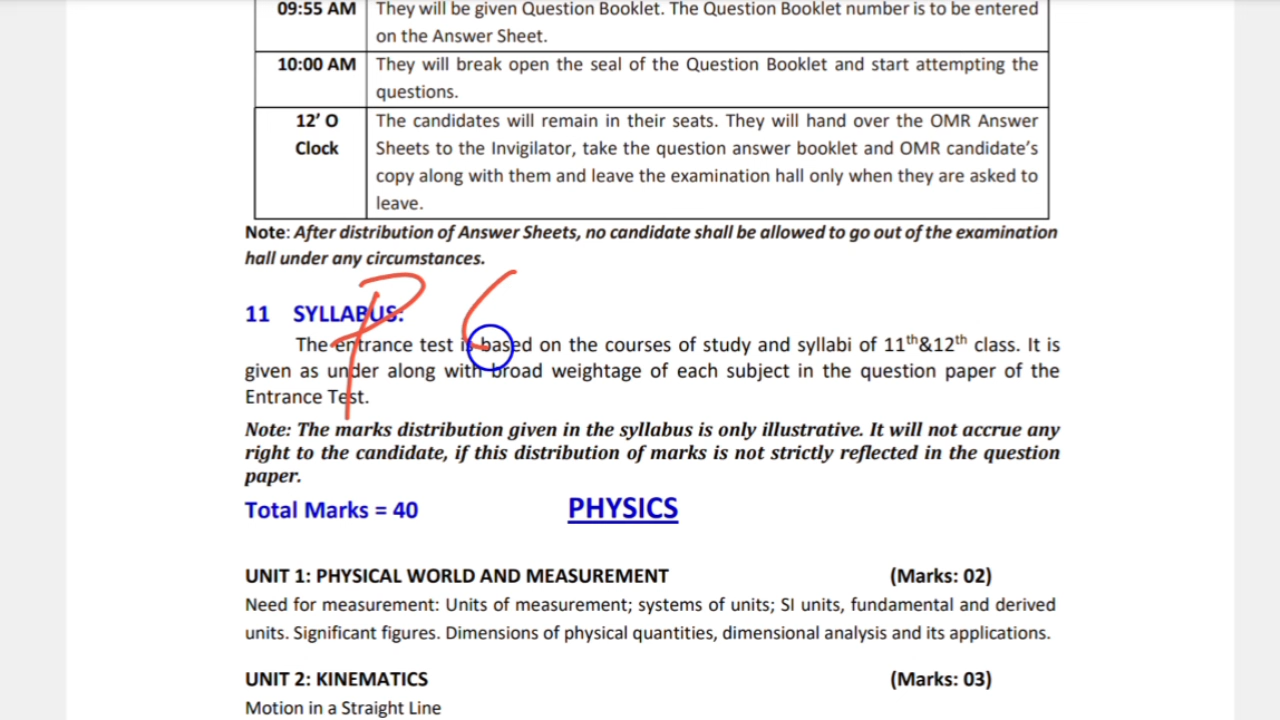 09:55 AM They will be given Question Booklet. The Question Booklet number is to be entered
on the Answer Sheet.
10:00 AM They will break open the seal of the Question Booklet and start attempting the
questions.
12’ O The candidates will remain in their seats. They will hand over the OMR Answer
Clock Sheets to the Invigilator, take the question answer booklet and OMR candidate’s
copy along with them and leave the examination hall only when they are asked to
leave.
Note: After distribution of Answer Sheets, no candidate shall be allowed to go out of the examination
hall under any circumstances.
11 SYLLABUS:
The entrance test is based on the courses of study and syllabi of 11th&12th class. It is
given as under along with broad weightage of each subject in the question paper of the
Entrance Test.
Note: The marks distribution given in the syllabus is only illustrative. It will not accrue any
right to the candidate, if this distribution of marks is not strictly reflected in the question
paper.
Total Marks = 40 PHYSICS
UNIT 1: PHYSICAL WORLD AND MEASUREMENT (Marks: 02)
Need for measurement: Units of measurement; systems of units; SI units, fundamental and derived
units. Significant figures. Dimensions of physical quantities, dimensional analysis and its applications.
UNIT 2: KINEMATICS (Marks: 03)
Motion in a Straight Line